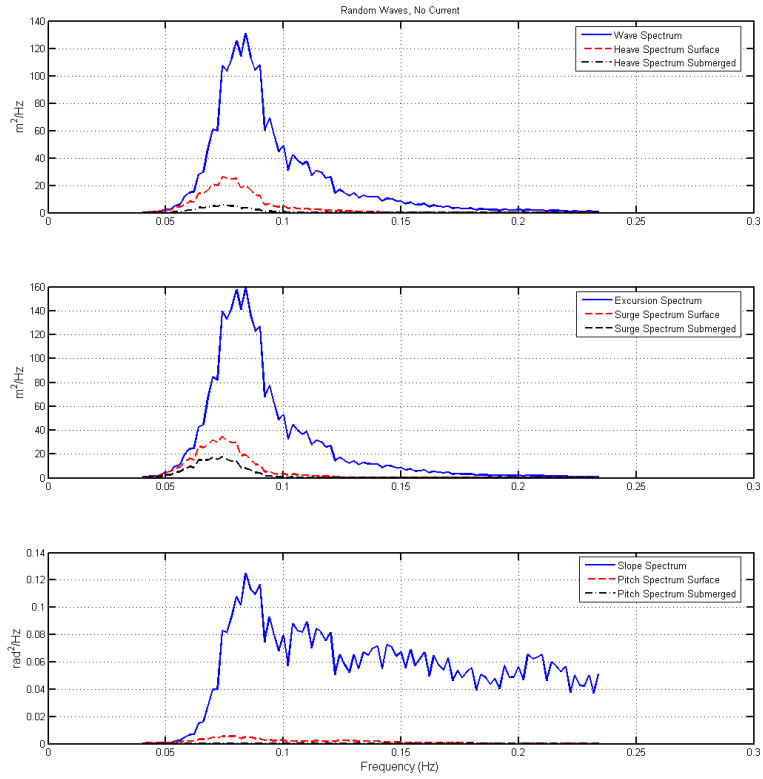 Random Waves, No Current
140
120
100
80
60
40
20
0
m²/Hz
Wave Spectrum
Heave Spectrum Surface
Heave Spectrum Submerged
0 0.05 0.1 0.15 0.2 0.25 0.3
160
140
120
100
80
60
40
20
0
m²/Hz
Excursion Spectrum
Surge Spectrum Surface
Surge Spectrum Submerged
0 0.05 0.1 0.15 0.2 0.25 0.3
0.14
0.12
0.1
0.08
0.06
0.04
0.02
0
rad²/Hz
Slope Spectrum
Pitch Spectrum Surface
Pitch Spectrum Submerged
0 0.05 0.1 0.15 0.2 0.25 0.3
Frequency (Hz)